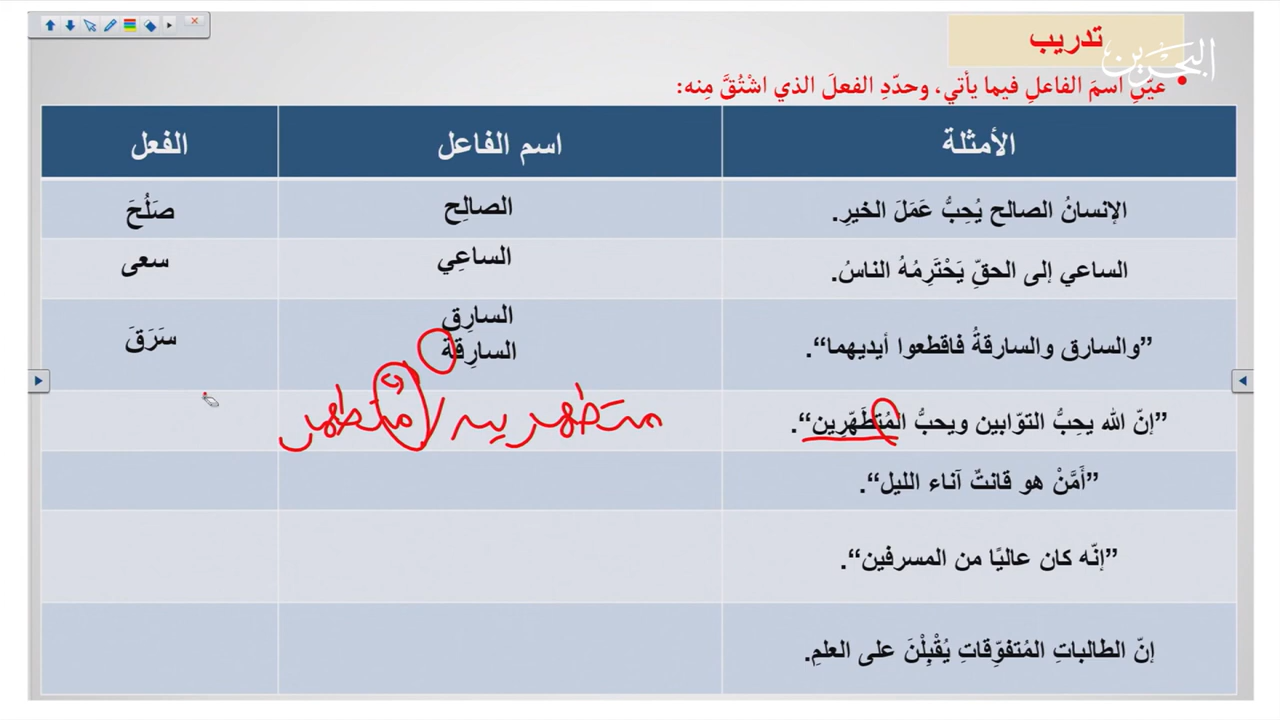 تدريب
البحرين
• عيّنِ اسمَ الفاعلِ فيما يأتي، وحدّدِ الفعلَ الذي اشْتُقَّ مِنه:
الأمثلة اسم الفاعل الفعل
الإنسانُ الصالح يُحِبُّ عَمَلَ الخيرِ. الصالِح صَلُحَ
الساعي إلى الحقِّ يَحْتَرِمُهُ الناسُ. الساعِي سعى
”والسارق والسارقةُ فاقطعوا أيديهما“. السارِق
السارِقة سَرَقَ
”إنّ الله يحِبُّ التوّابين ويحبُّ المُتطَهّرِين“. متطهرين / مُتطهر
”أَمَّنْ هو قانتٌ آناء الليل“.
”إنّه كان عاليًا من المسرفين“.
إنّ الطالباتِ المُتفوّقاتِ يُقْبِلْنَ على العلمِ.